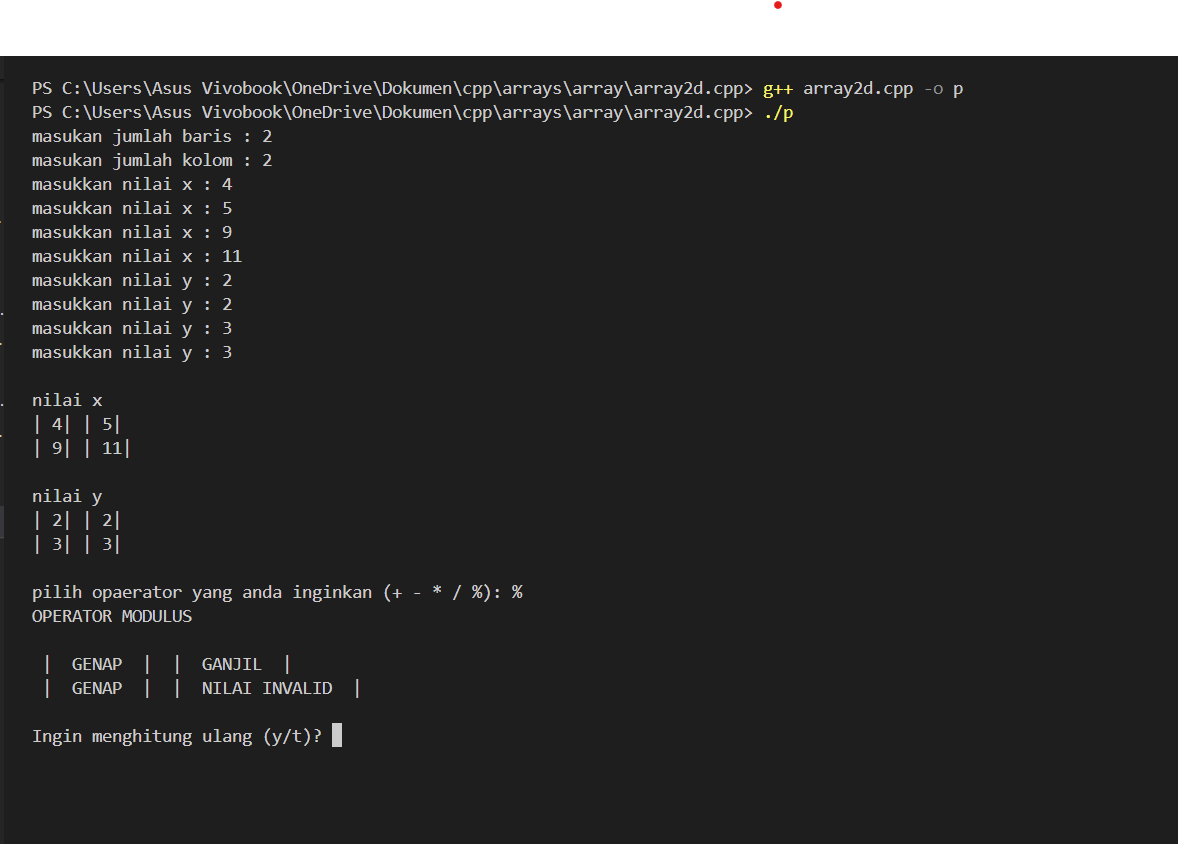 PS C:\Users\Asus Vivobook\OneDrive\Dokumen\cpp\arrays\array\array2d.cpp> g++ array2d.cpp -o p
PS C:\Users\Asus Vivobook\OneDrive\Dokumen\cpp\arrays\array\array2d.cpp> ./p
masukan jumlah baris : 2
masukan jumlah kolom : 2
masukkan nilai x : 4
masukkan nilai x : 5
masukkan nilai x : 9
masukkan nilai x : 11
masukkan nilai y : 2
masukkan nilai y : 2
masukkan nilai y : 3
masukkan nilai y : 3
nilai x
| 4| | 5|
| 9| | 11|
nilai y
| 2| | 2|
| 3| | 3|
pilih opaerator yang anda inginkan (+ - * / %): %
OPERATOR MODULUS
|  GENAP  |  |  GANJIL  |
|  GENAP  |  |  NILAI INVALID  |
Ingin menghitung ulang (y/t)?